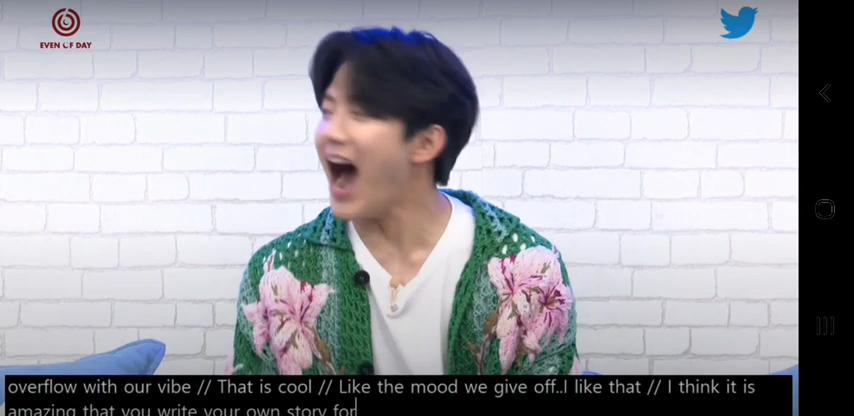 EVEN OF DAY
overflow with our vibe // That is cool // Like the mood we give off..I like that // I think it is
amazing that you write your own story for